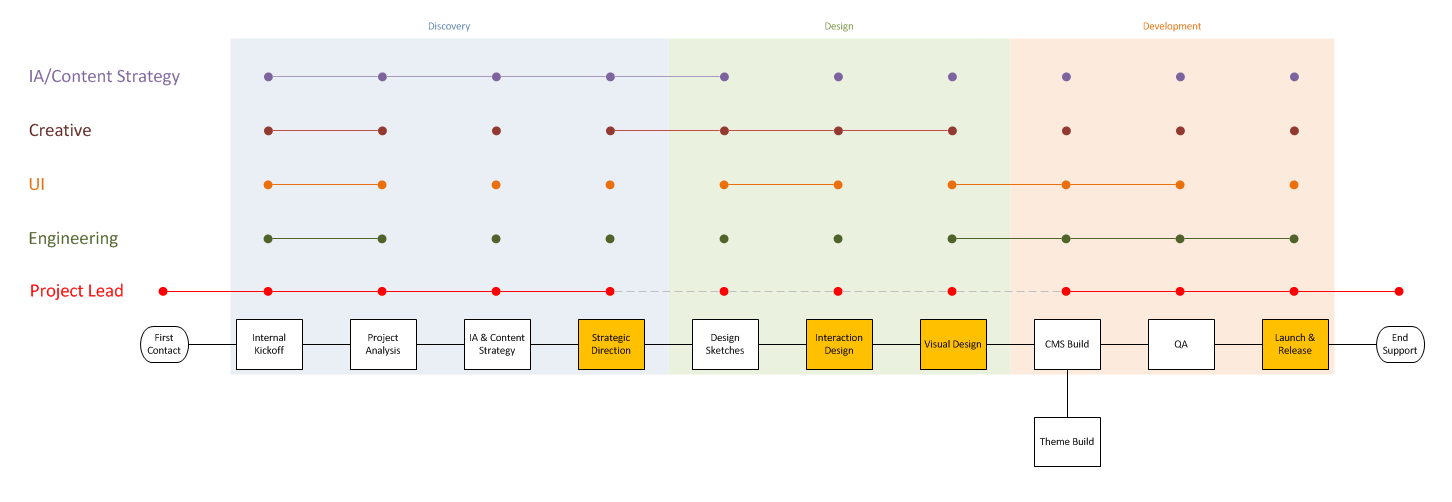 Discovery
Design
Development
IA/Content Strategy
Creative
UI
Engineering
Project Lead
First
Contact
Internal
Kickoff
Project
Analysis
IA & Content
Strategy
Strategic
Direction
Design
Sketches
Interaction
Design
Visual Design
CMS Build
QA
Launch &
Release
End
Support
Theme Build